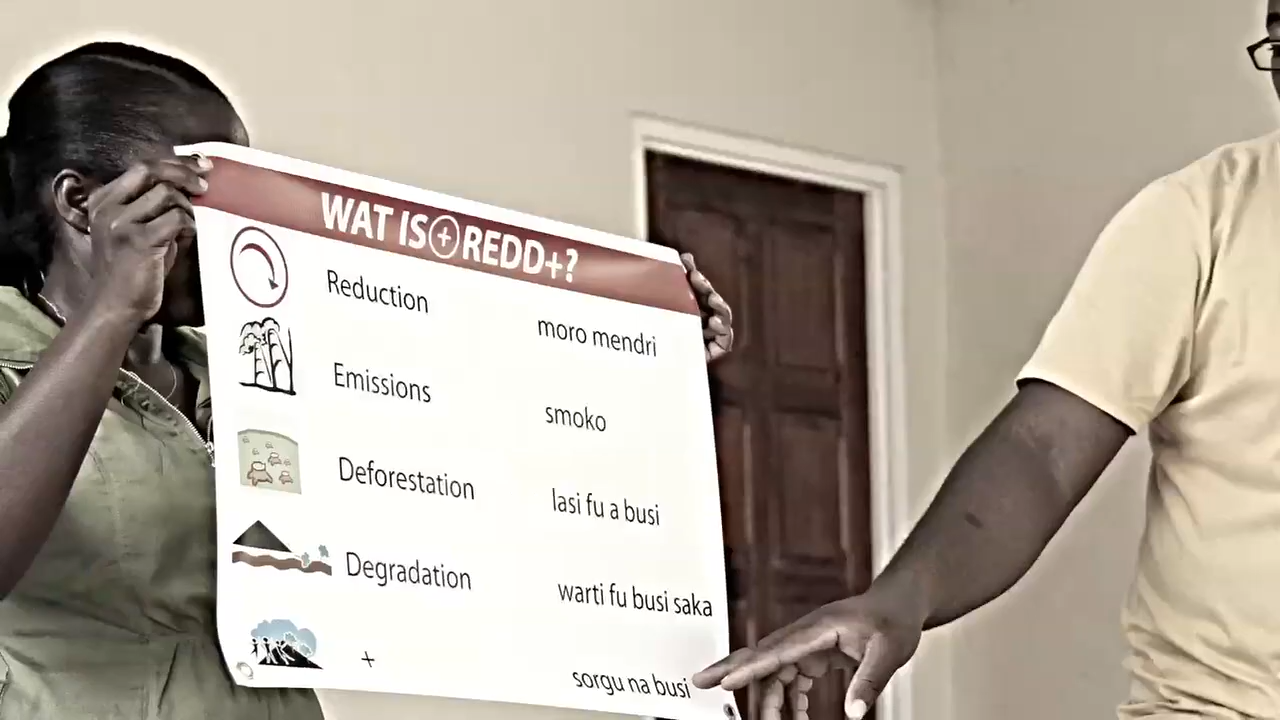 WAT IS + REDD+?
Reduction moro mendri
Emissions smoko
Deforestation lasi fu a busi
Degradation warti fu busi saka
+ sorgu na busi